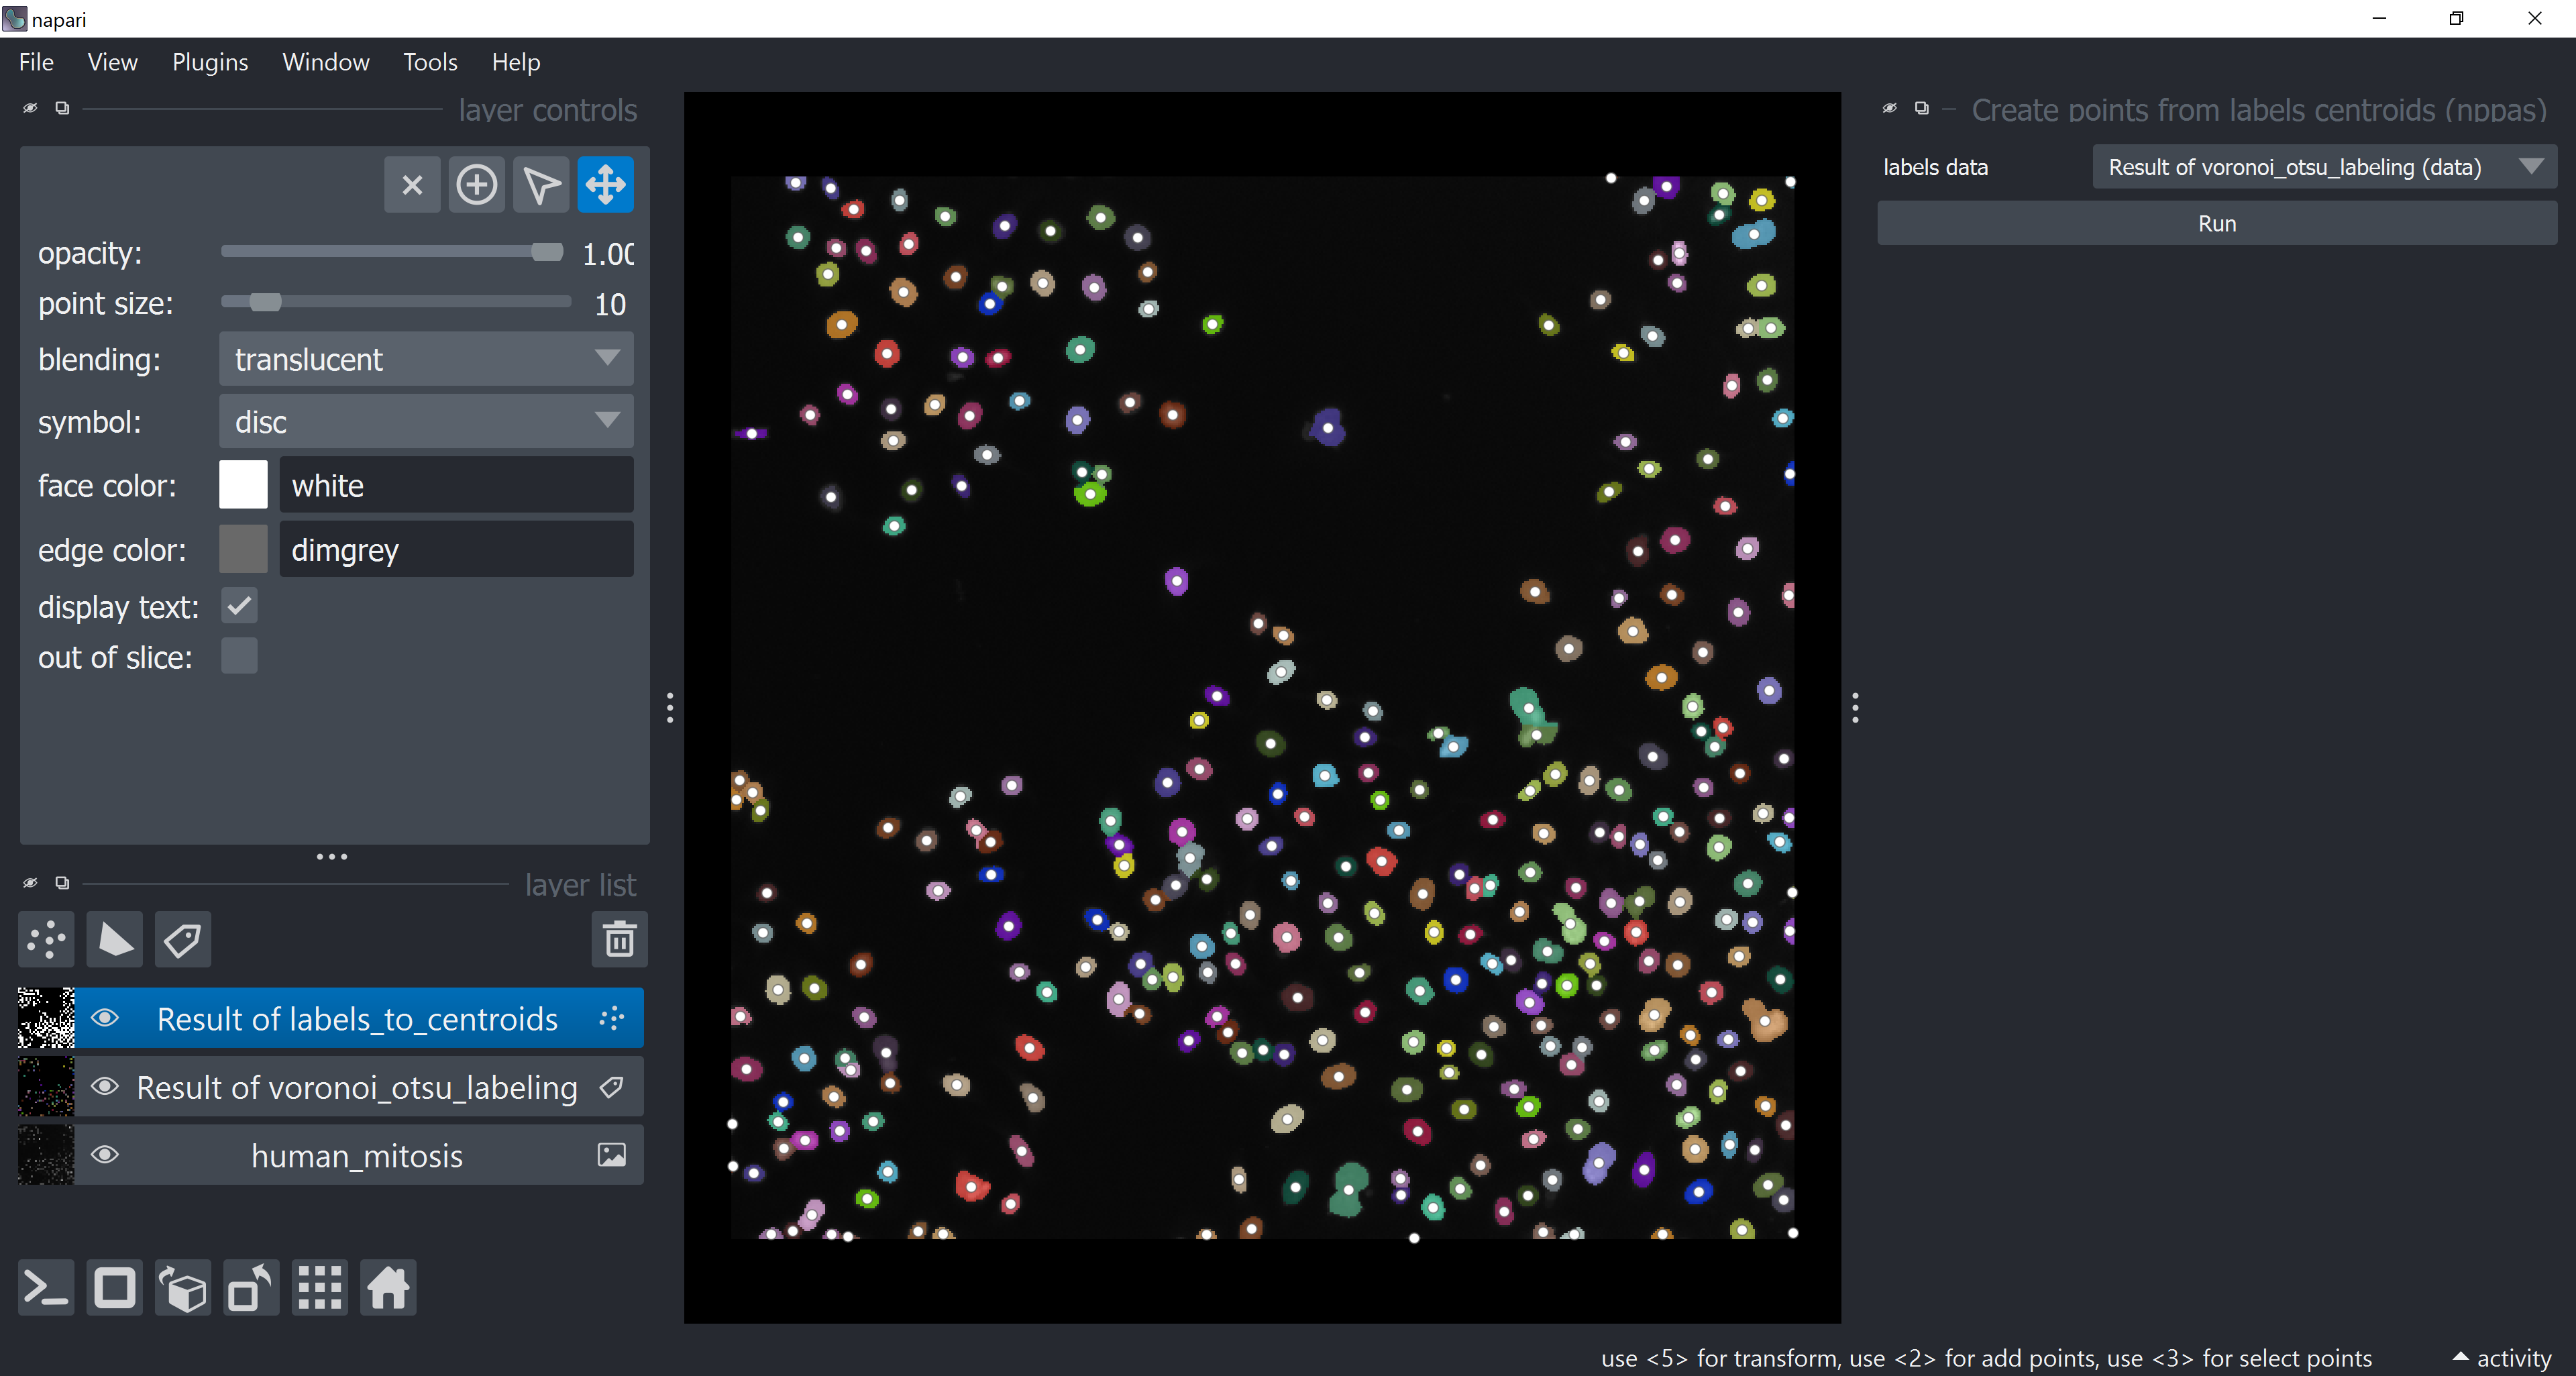 napari
File View Plugins Window Tools Help
layer controls
opacity: 1.00
point size: 10
blending: translucent
symbol: disc
face color: white
edge color: dimgrey
display text:
out of slice:
layer list
Result of labels_to_centroids
Result of voronoi_otsu_labeling
human_mitosis
Create points from labels centroids (nppas)
labels data Result of voronoi_otsu_labeling (data)
Run
use <5> for transform, use <2> for add points, use <3> for select points activity